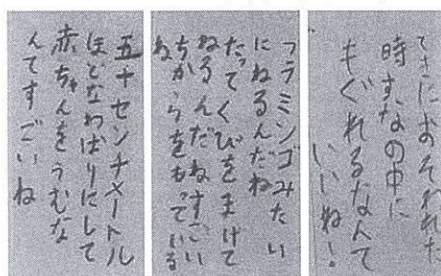 てきにおそわれた
時、すなの中に
もぐれるなんて
いいね！
フラミンゴみたい
にねるんだね
たってくびをまげて
ねるんだねすごい
ちからをもっている
ね
五十センチメートル
ほどなわばりにして
赤ちゃんをうむな
んてすごいね